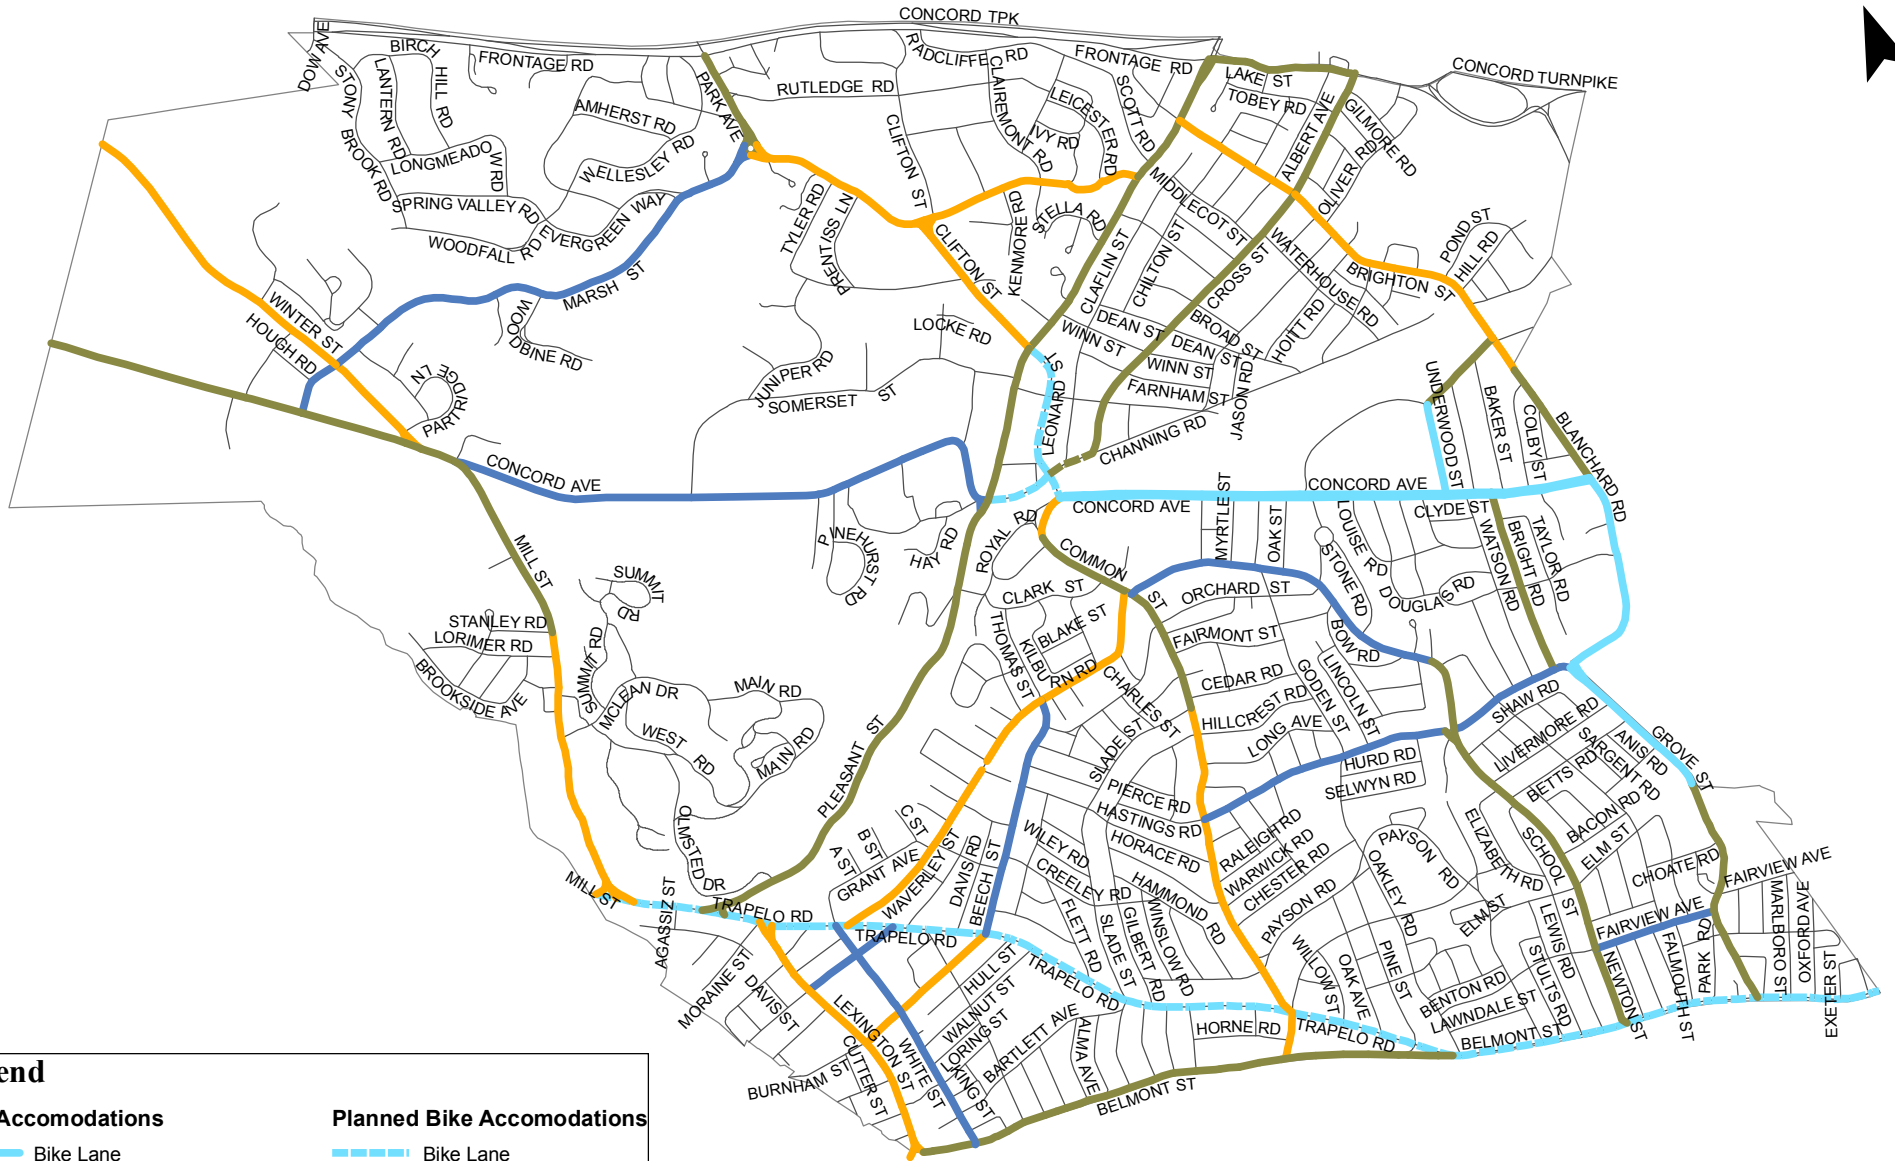 CONCORD TPK
DOW AVE
BIRCH
HILL RD
FRONTAGE RD
STONY BROOK RD
LANTERN RD
LONGMEADO
W RD
PARK AVE
AMHERST RD
WELLESLEY RD
SPRING VALLEY RD
EVERGREEN WAY
WOODFALL RD
RUTLEDGE RD
RADCLIFFE RD
CLAIREMONT RD
LEICESTER RD
IVY RD
SCOTT RD
FRONTAGE RD
LAKE ST
TOBEY RD
ALBERT AVE
GILMORE RD
OLIVER RD
CONCORD TURNPIKE
CLIFTON ST
TYLER RD
PRENTISS LN
CLIFTON ST
KENMORE RD
STELLA RD
MIDDLECOT ST
CLAFLIN ST
CHILTON ST
CROSS ST
WATERHOUSE RD
BRIGHTON ST
POND ST
HILL RD
MARSH ST
WOOD
DBINE RD
WINTER ST
HOUGH RD
PARTRIDGE LN
LOCKE RD
JUNIPER RD
SOMERSET ST
WINN ST
DEAN ST
DEAN ST
BROAD ST
HOITT RD
WINN ST
FARNHAM ST
JASON RD
LEONARD ST
CHANNING RD
UNDERWOOD ST
BAKER ST
COLBY ST
BLANCHARD RD
CONCORD AVE
CONCORD AVE
CONCORD AVE
CLYDE ST
MYRTLE ST
OAK ST
LOUISE RD
STONE RD
DOUGLAS RD
WATSON RD
BRIGHT RD
TAYLOR RD
MILL ST
PINEHURST RD
HAY RD
ROYAL RD
COMMON ST
CLARK ST
ORCHARD ST
SUMMIT RD
STANLEY RD
LORIMER RD
BROOKSIDE AVE
SUMMIT RD
MCLEAN DR
MAIN RD
WEST RD
MAIN RD
THOMAS ST
KILBU
RN RD
BLAKE ST
CHARLES ST
FAIRMONT ST
CEDAR RD
HILLCREST RD
LONG AVE
GODEN ST
LINCOLN ST
BOW RD
HURD RD
SELWYN RD
SHAW RD
LIVERMORE RD
SARGENT RD
ANIS RD
GROVE ST
BETTS RD
BACON RD
ELM ST
CHOATE RD
FAIRVIEW AVE
PLEASANT ST
SLADE ST
PIERCE RD
HASTINGS RD
HORACE RD
RALEIGH RD
WARWICK RD
CHESTER RD
PAYSON RD
PAYSON RD
OAKLEY RD
ELIZABETH RD
SCHOOL ST
OLMSTED DR
C ST
B ST
A ST
GRANT AVE
WAVERLEY ST
DAVIS RD
BEECH ST
WILEY RD
CREELEY RD
HAMMOND RD
FLETT RD
SLADE ST
GILBERT RD
WINSLOW RD
MILL ST
AGASSIZ ST
TRAPELO RD
TRAPELO RD
TRAPELO RD
TRAPELO RD
MORAINE ST
DAVIS ST
LEXINGTON ST
CUTTER ST
WHITE ST
BURNHAM ST
HULL ST
WALNUT ST
LORING ST
KING ST
BARTLETT AVE
ALMA AVE
BELMONT ST
HORNE RD
WILLOW ST
OAK AVE
PINE ST
ELM ST
BENTON RD
LAWNDALE ST
LEWIS RD
STULTS RD
BELMONT ST
NEWTON ST
FAIRVIEW AVE
FALMOUTH ST
PARK RD
MARLBORO ST
OXFORD AVE
EXETER ST
end
Accomodations
Bike Lane
Planned Bike Accomodations
Bike Lane